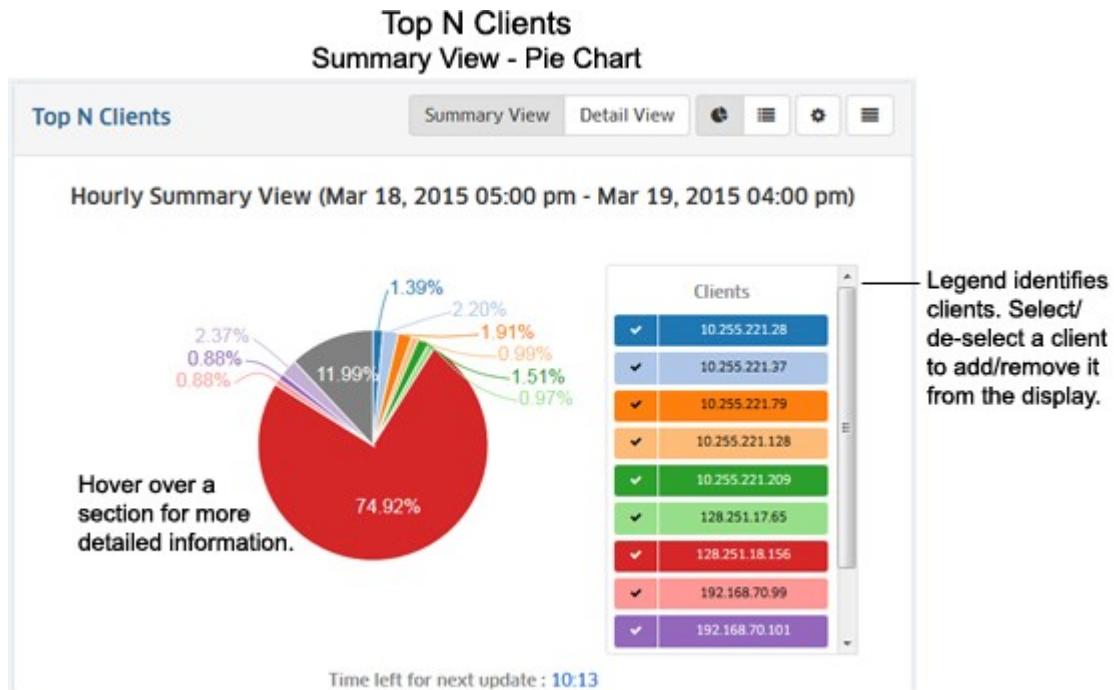 Top N Clients
Summary View - Pie Chart
Top N Clients
Summary View
Detail View
Hourly Summary View (Mar 18, 2015 05:00 pm - Mar 19, 2015 04:00 pm)
1.39%
2.20%
1.91%
0.99%
1.51%
0.97%
2.37%
0.88%
0.88%
11.99%
74.92%
Hover over a
section for more
detailed information.
Clients
10.255.221.28
10.255.221.37
10.255.221.79
10.255.221.128
10.255.221.209
128.251.17.65
128.251.18.156
192.168.70.99
192.168.70.101
Legend identifies
clients. Select/
de-select a client
to add/remove it
from the display.
Time left for next update : 10:13